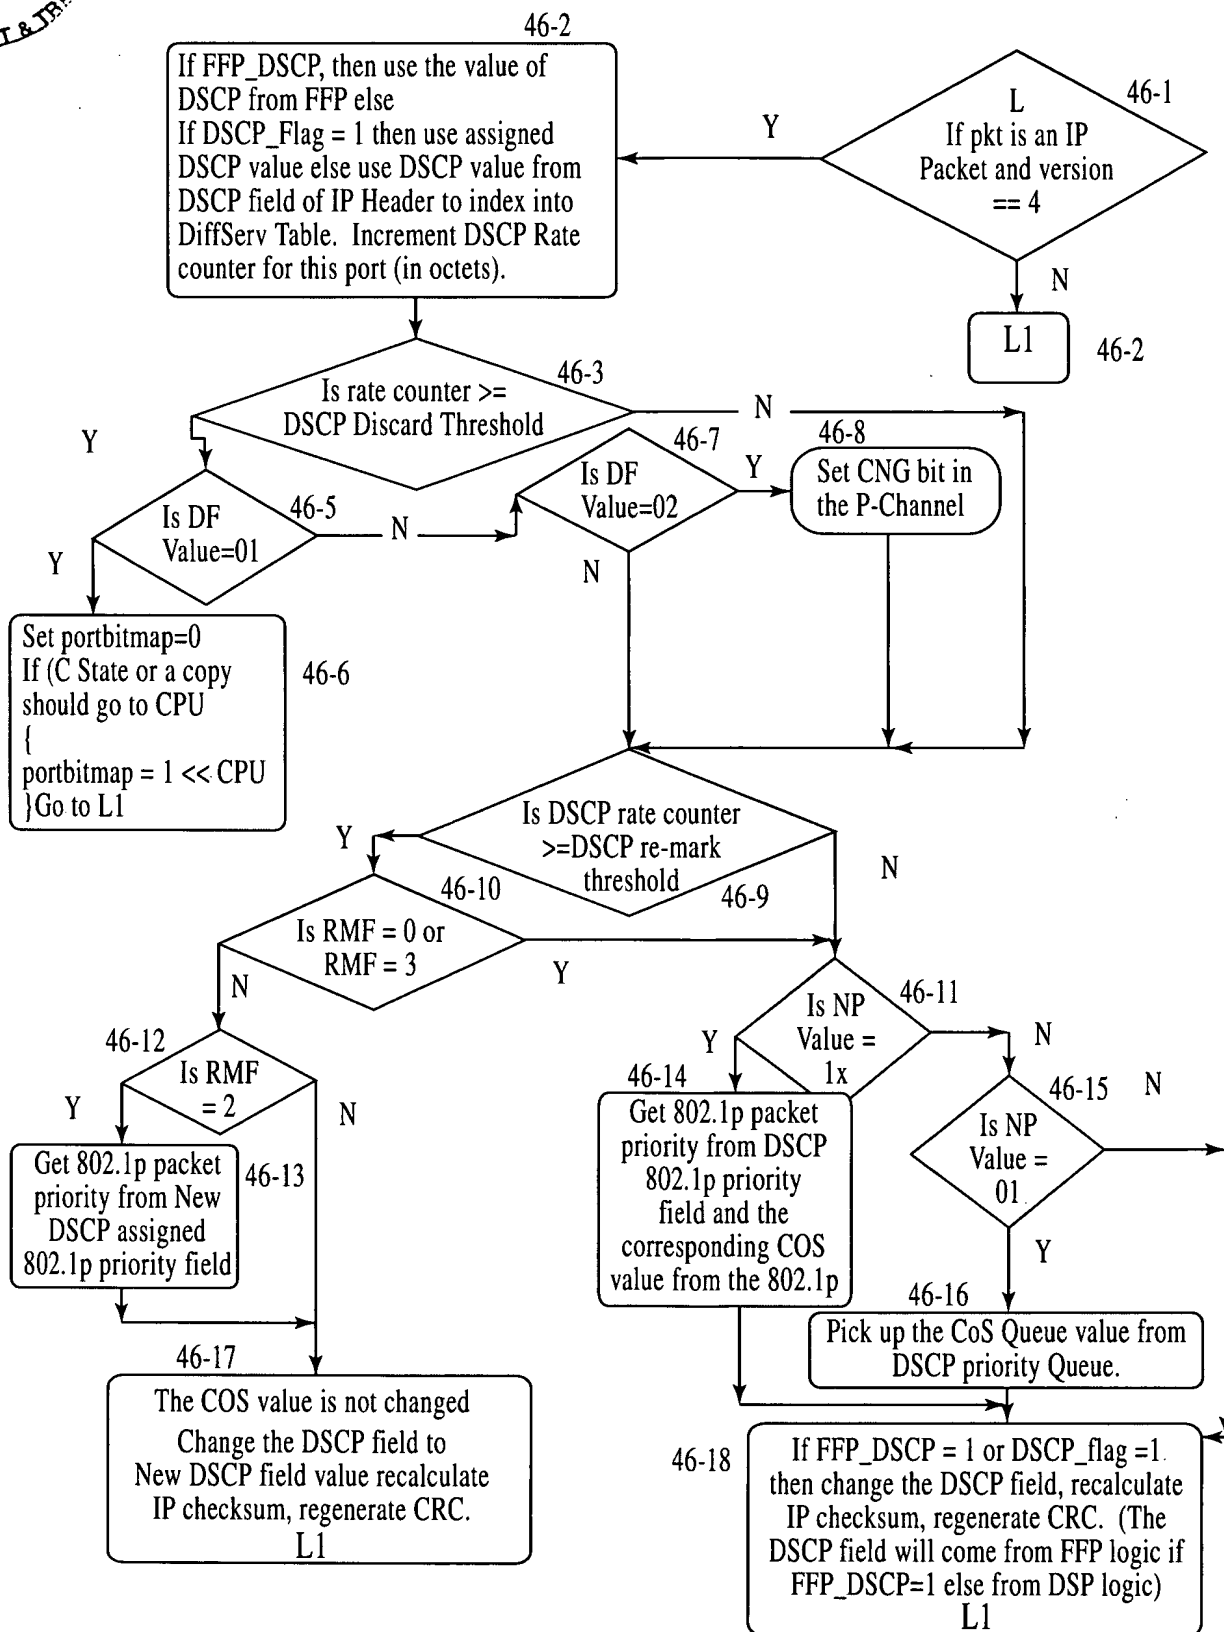 T & TR
46-2
If FFP_DSCP, then use the value of
DSCP from FFP else
If DSCP_Flag = 1 then use assigned
DSCP value else use DSCP value from
DSCP field of IP Header to index into
DiffServ Table. Increment DSCP Rate
counter for this port (in octets).
Y
46-1
L
If pkt is an IP
Packet and version
== 4
N
L1
46-2
46-3
Is rate counter >=
DSCP Discard Threshold
N
Y
46-5
Is DF
Value=01
N
46-7
Is DF
Value=02
Y
46-8
Set CNG bit in
the P-Channel
Y
N
Set portbitmap=0
If (C State or a copy
should go to CPU
{
portbitmap = 1 << CPU
}Go to L1
46-6
Is DSCP rate counter
>=DSCP re-mark
threshold
46-9
Y
N
46-10
Is RMF = 0 or
RMF = 3
Y
N
46-11
Is NP
Value =
1x
Y
N
46-12
Is RMF
= 2
Y
N
46-14
Get 802.1p packet
priority from DSCP
802.1p priority
field and the
corresponding COS
value from the 802.1p
46-15
N
Is NP
Value =
01
Y
Get 802.1p packet
priority from New
DSCP assigned
802.1p priority field
46-13
46-16
Pick up the CoS Queue value from
DSCP priority Queue.
46-17
The COS value is not changed
Change the DSCP field to
New DSCP field value recalculate
IP checksum, regenerate CRC.
L1
46-18
If FFP_DSCP = 1 or DSCP_flag =1.
then change the DSCP field, recalculate
IP checksum, regenerate CRC. (The
DSCP field will come from FFP logic if
FFP_DSCP=1 else from DSP logic)
L1